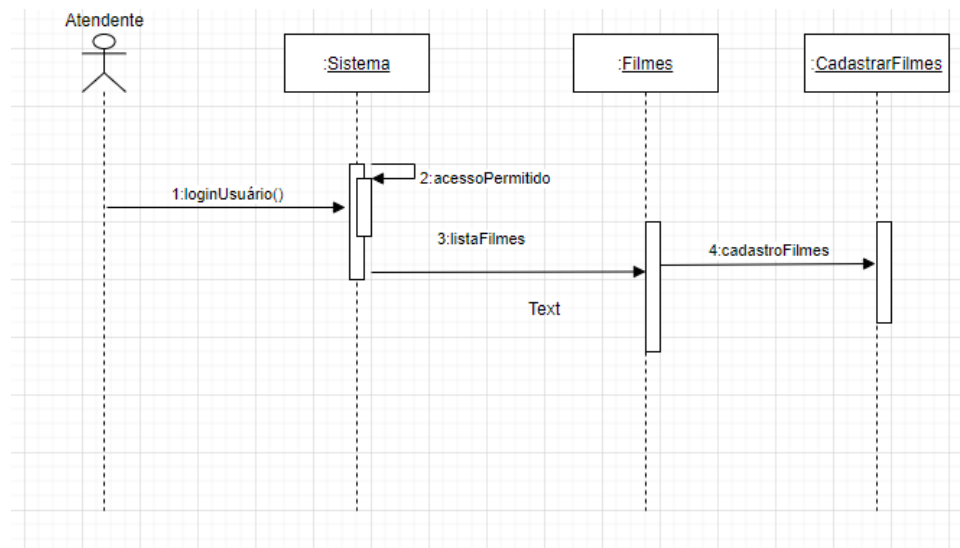 Atendente
:Sistema
:Filmes
:CadastrarFilmes
2:acessoPermitido
1:loginUsuário()
3:listaFilmes
4:cadastroFilmes
Text